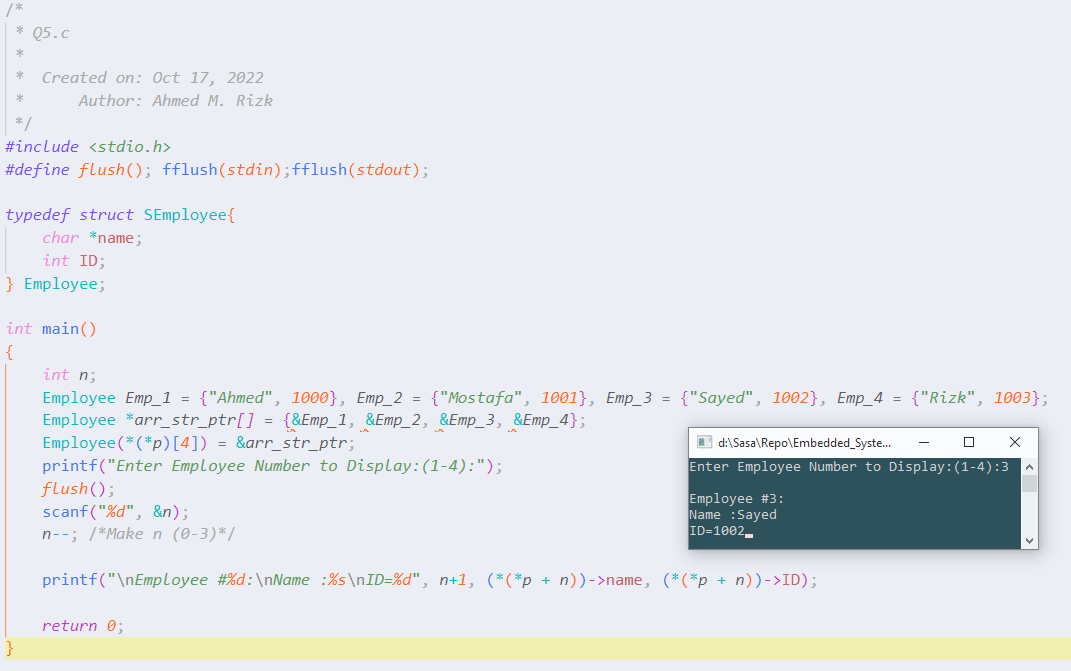 /*
 * Q5.c
 *
 *  Created on: Oct 17, 2022
 *      Author: Ahmed M. Rizk
 */
#include <stdio.h>
#define flush(); fflush(stdin);fflush(stdout);

typedef struct SEmployee{
    char *name;
    int ID;
} Employee;

int main()
{
    int n;
    Employee Emp_1 = {"Ahmed", 1000}, Emp_2 = {"Mostafa", 1001}, Emp_3 = {"Sayed", 1002}, Emp_4 = {"Rizk", 1003};
    Employee *arr_str_ptr[] = {&Emp_1, &Emp_2, &Emp_3, &Emp_4};
    Employee(*(*p)[4]) = &arr_str_ptr;
    printf("Enter Employee Number to Display:(1-4):");
    flush();
    scanf("%d", &n);
    n--; /*Make n (0-3)*/

    printf("\nEmployee #%d:\nName :%s\nID=%d", n+1, (*(*p + n))->name, (*(*p + n))->ID);

    return 0;
}
d:\Sasa\Repo\Embedded_Syste...
Enter Employee Number to Display:(1-4):3

Employee #3:
Name :Sayed
ID=1002